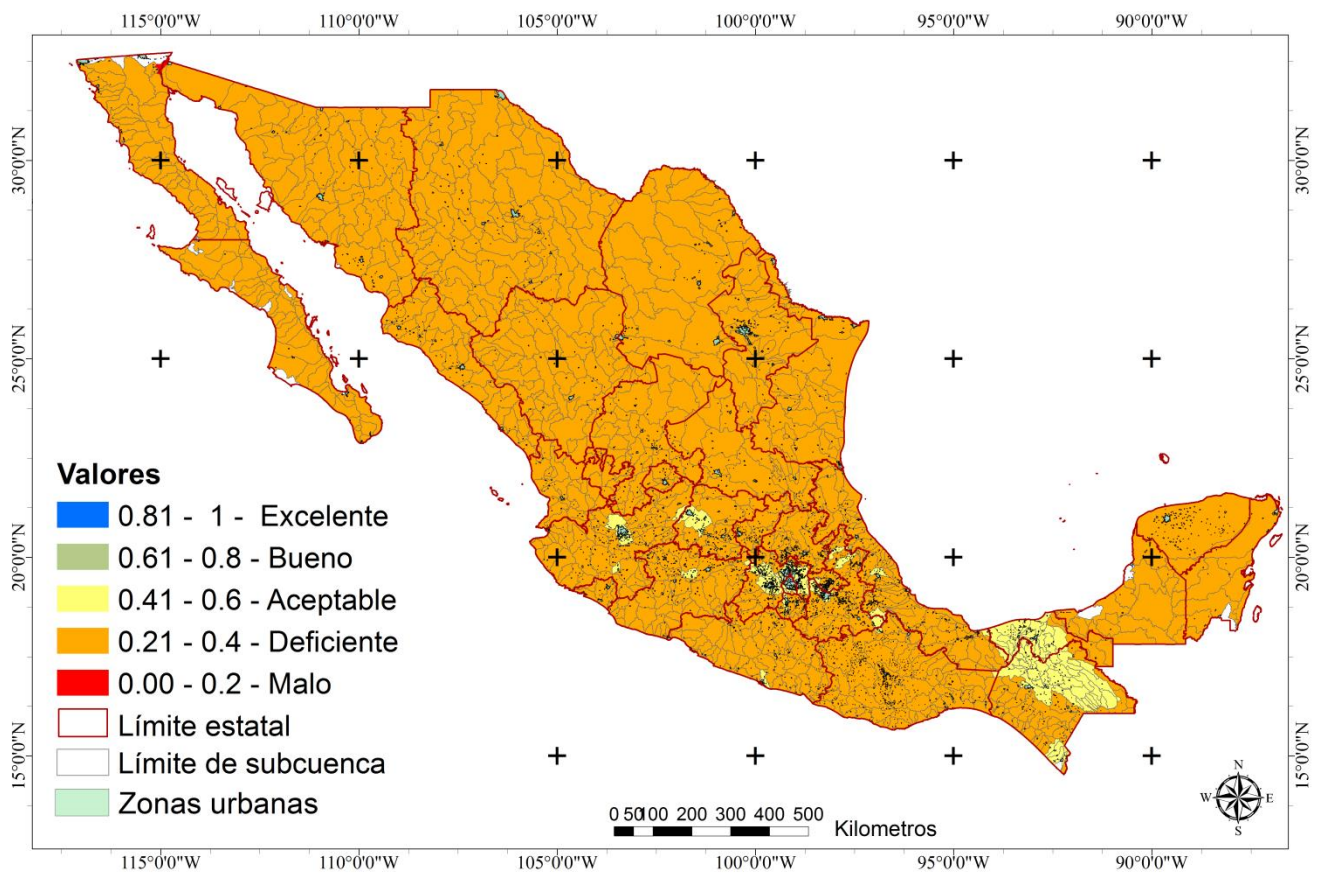 115°0'0"W 110°0'0"W 105°0'0"W 100°0'0"W 95°0'0"W 90°0'0"W
30°0'0"N 30°0'0"N
25°0'0"N 25°0'0"N
20°0'0"N 20°0'0"N
15°0'0"N 15°0'0"N
Valores
0.81 - 1 - Excelente
0.61 - 0.8 - Bueno
0.41 - 0.6 - Aceptable
0.21 - 0.4 - Deficiente
0.00 - 0.2 - Malo
Límite estatal
Límite de subcuenca
Zonas urbanas
0 50100 200 300 400 500
Kilometros
N
W E
S
115°0'0"W 110°0'0"W 105°0'0"W 100°0'0"W 95°0'0"W 90°0'0"W